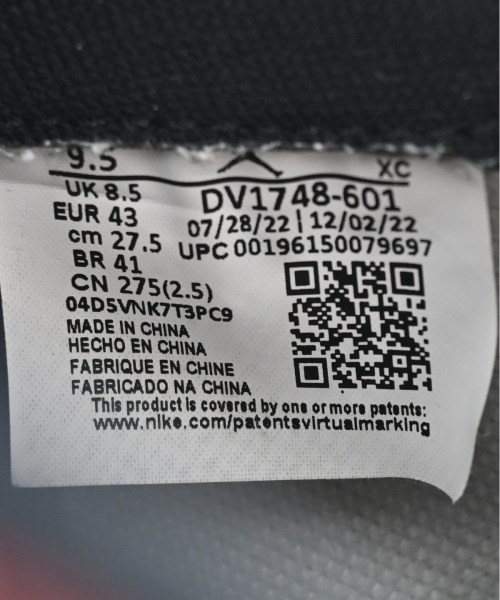 9.5 XC
UK 8.5 DV1748-601
EUR 43 07/28/22 | 12/02/22
cm 27.5 UPC 00196150079697
BR 41
CN 275(2.5)
04D5VNK7T3PC9
MADE IN CHINA
HECHO EN CHINA
FABRIQUE EN CHINE
FABRICADO NA CHINA
This product is covered by one or more patents:
www.nike.com/patentsvirtualmarking